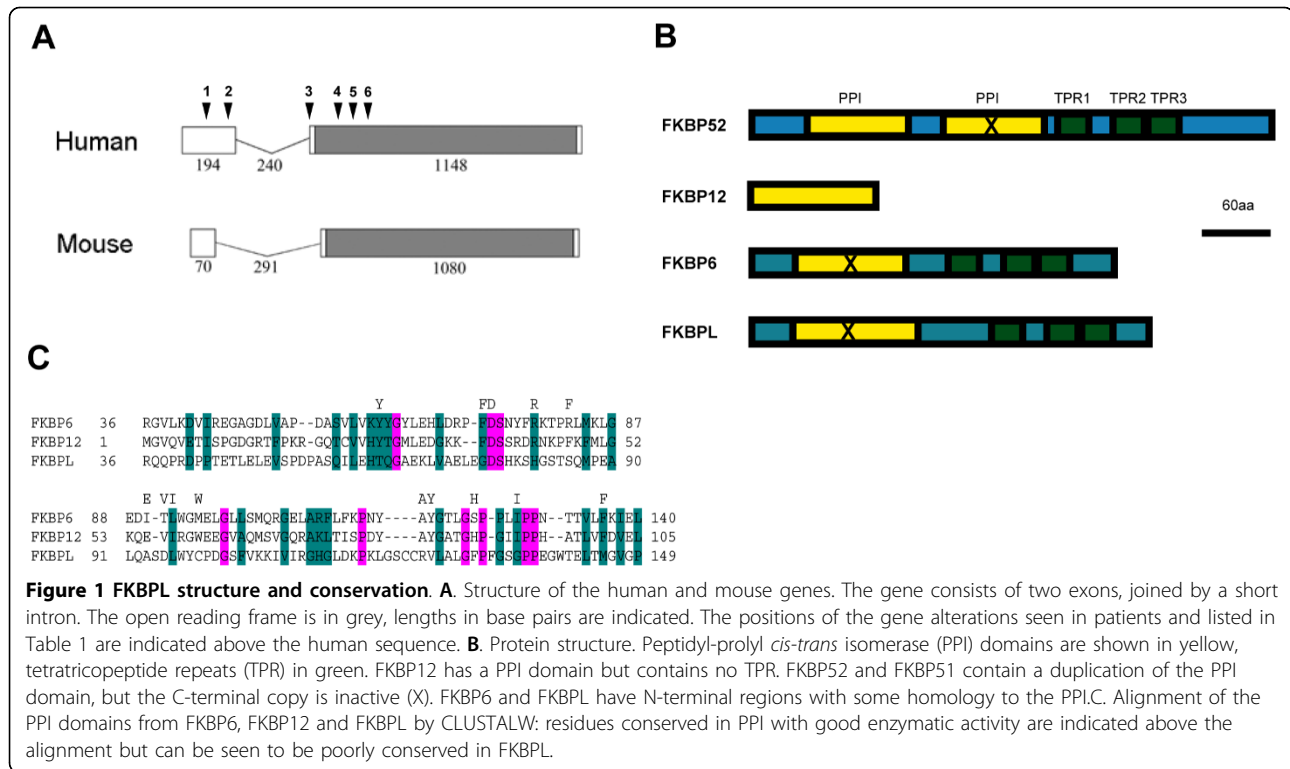 A
1 2 3 4 5 6
Human
194 240 1148
Mouse
70 291 1080
B
PPI PPI TPR1 TPR2 TPR3
FKBP52
FKBP12
60aa
FKBP6
FKBPL
C
Y FD R F
FKBP6 36 RGVLKDVIREGAGDLVAP--DASVLVKYYGYLEHLDRP-FDSNYFRKTPRLMKLG 87
FKBP12 1 MGVQVETISPGDGRTFPKRG-QTCVVHYTGMLEDGKK--FDSSRDRNKPFKFMLG 52
FKBPL 36 RQQPRDPPTETLELEVSPDPASQILEHTQGAEKLVAELEGDSHKSHGSTSQMPEA 90
E VI W AY H I F
FKBP6 88 EDI-TLWGMELGLLSMQRGELARFLFKPNY----AYGTLGSP-PLIPPN--TTVLFKIEL 140
FKBP12 53 KQE-VIRGWEEGVAQMSVGQRAKLTISPDY----AYGATGHP-GIIPPH--ATLVFDVEL 105
FKBPL 91 LQASDLWYCPDGSFVKKIVIRGHGLDKPKLGSCCRVLALGFPFGSGPPEGWTELTMGVGP 149
Figure 1 FKBPL structure and conservation. A. Structure of the human and mouse genes. The gene consists of two exons, joined by a short
intron. The open reading frame is in grey, lengths in base pairs are indicated. The positions of the gene alterations seen in patients and listed in
Table 1 are indicated above the human sequence. B. Protein structure. Peptidyl-prolyl cis-trans isomerase (PPI) domains are shown in yellow,
tetratricopeptide repeats (TPR) in green. FKBP12 has a PPI domain but contains no TPR. FKBP52 and FKBP51 contain a duplication of the PPI
domain, but the C-terminal copy is inactive (X). FKBP6 and FKBPL have N-terminal regions with some homology to the PPI.C. Alignment of the
PPI domains from FKBP6, FKBP12 and FKBPL by CLUSTALW: residues conserved in PPI with good enzymatic activity are indicated above the
alignment but can be seen to be poorly conserved in FKBPL.